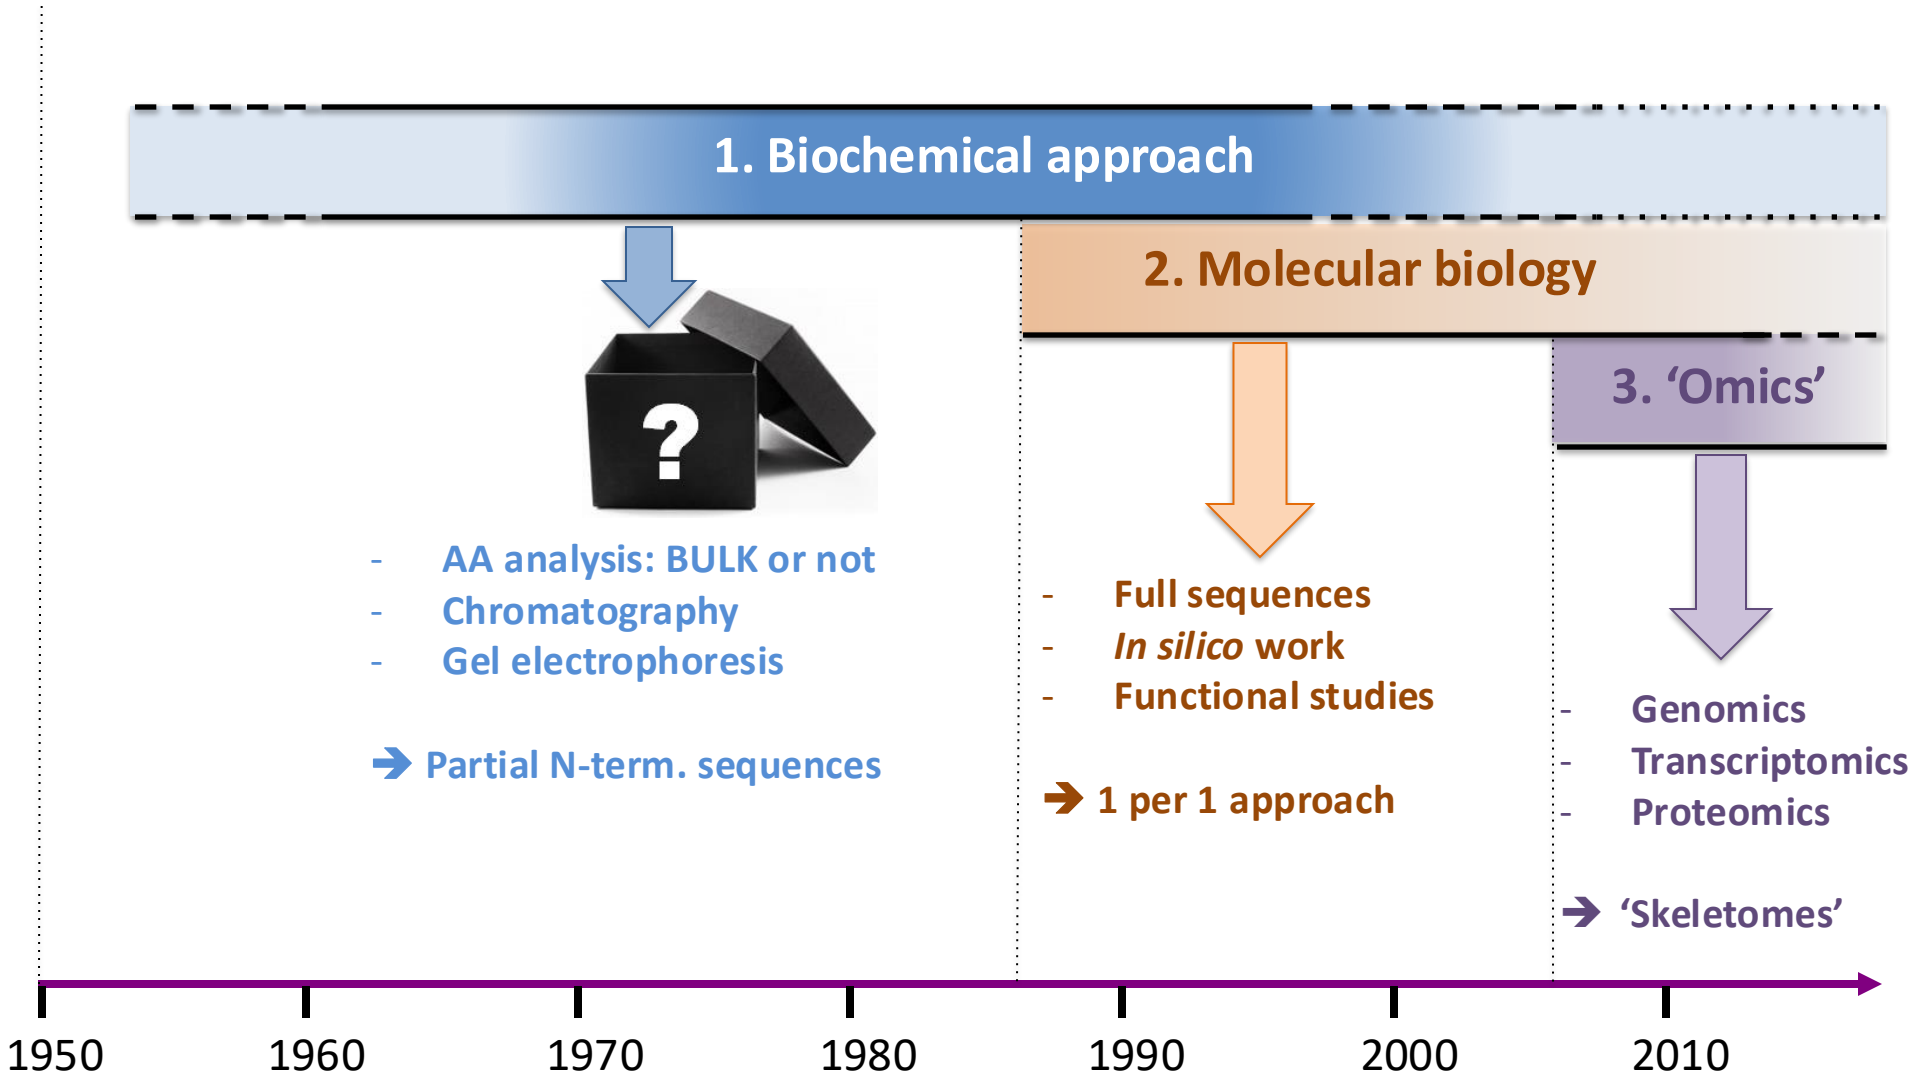 1. Biochemical approach
2. Molecular biology
3. ‘Omics’
?
- AA analysis: BULK or not
- Chromatography
- Gel electrophoresis
➔ Partial N-term. sequences
- Full sequences
- In silico work
- Functional studies
➔ 1 per 1 approach
- Genomics
- Transcriptomics
- Proteomics
➔ ‘Skeletomes’
1950 1960 1970 1980 1990 2000 2010